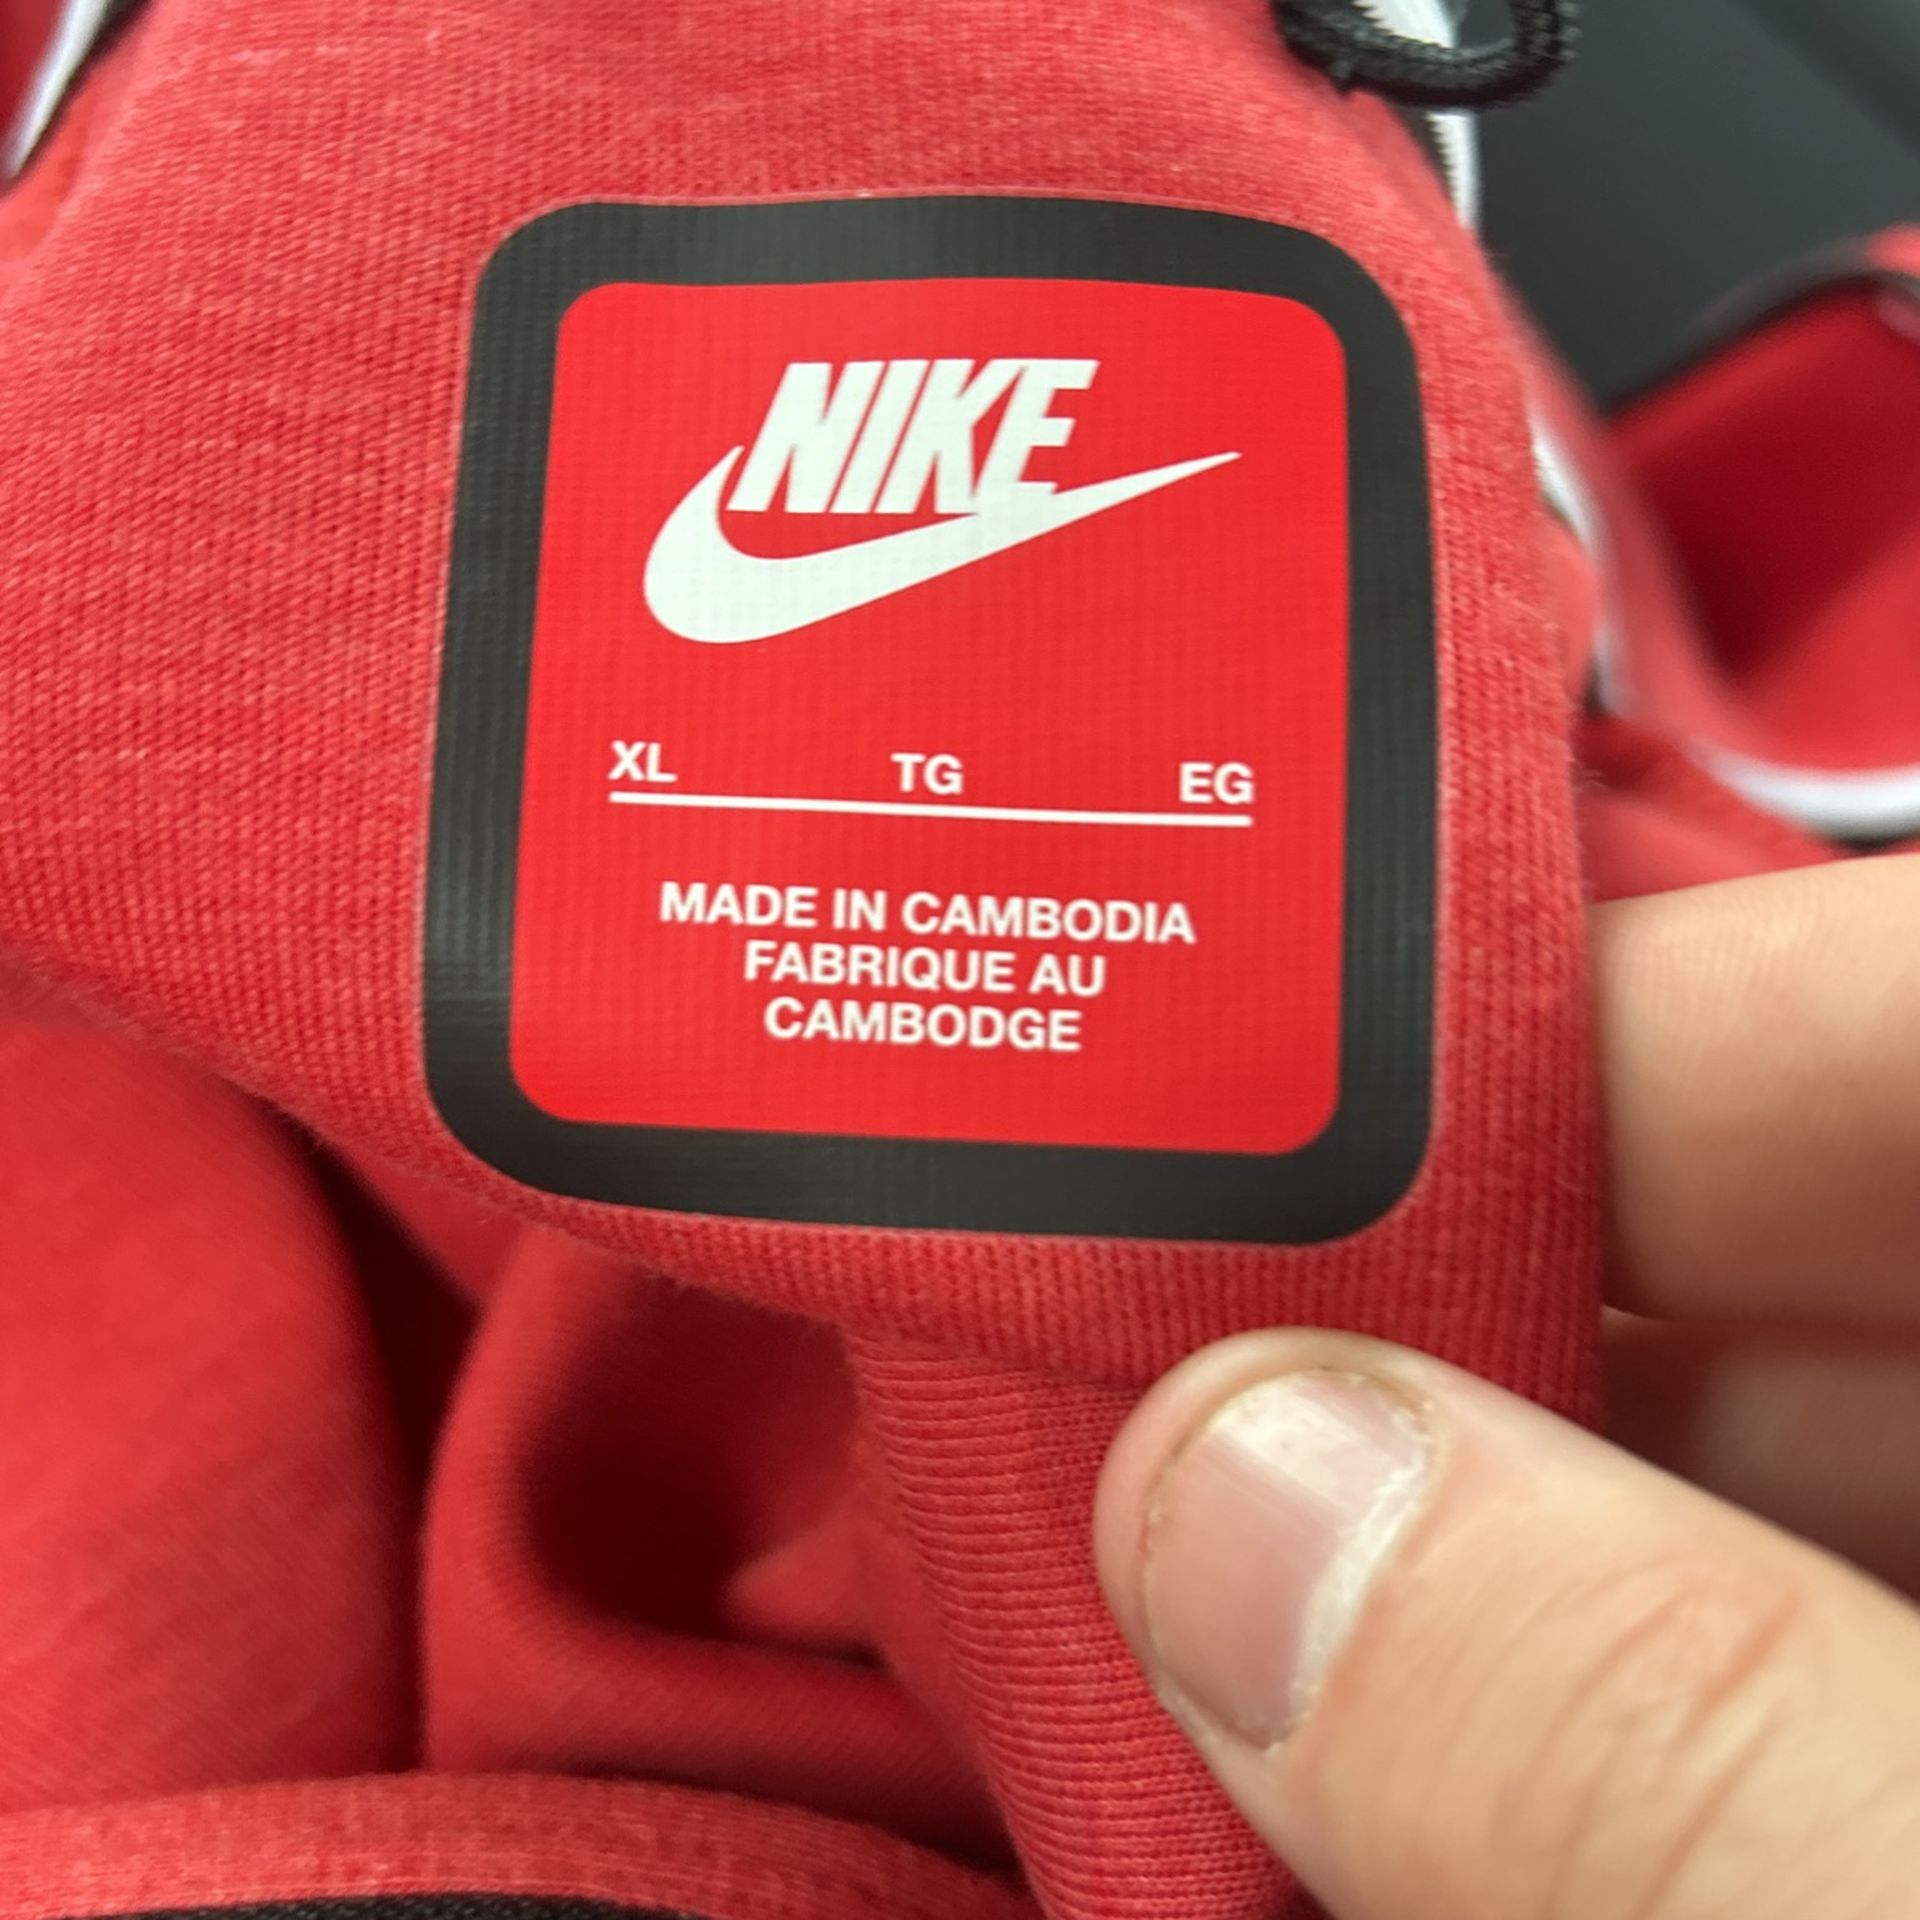 NIKE
XL TG EG
MADE IN CAMBODIA
FABRIQUE AU
CAMBODGE